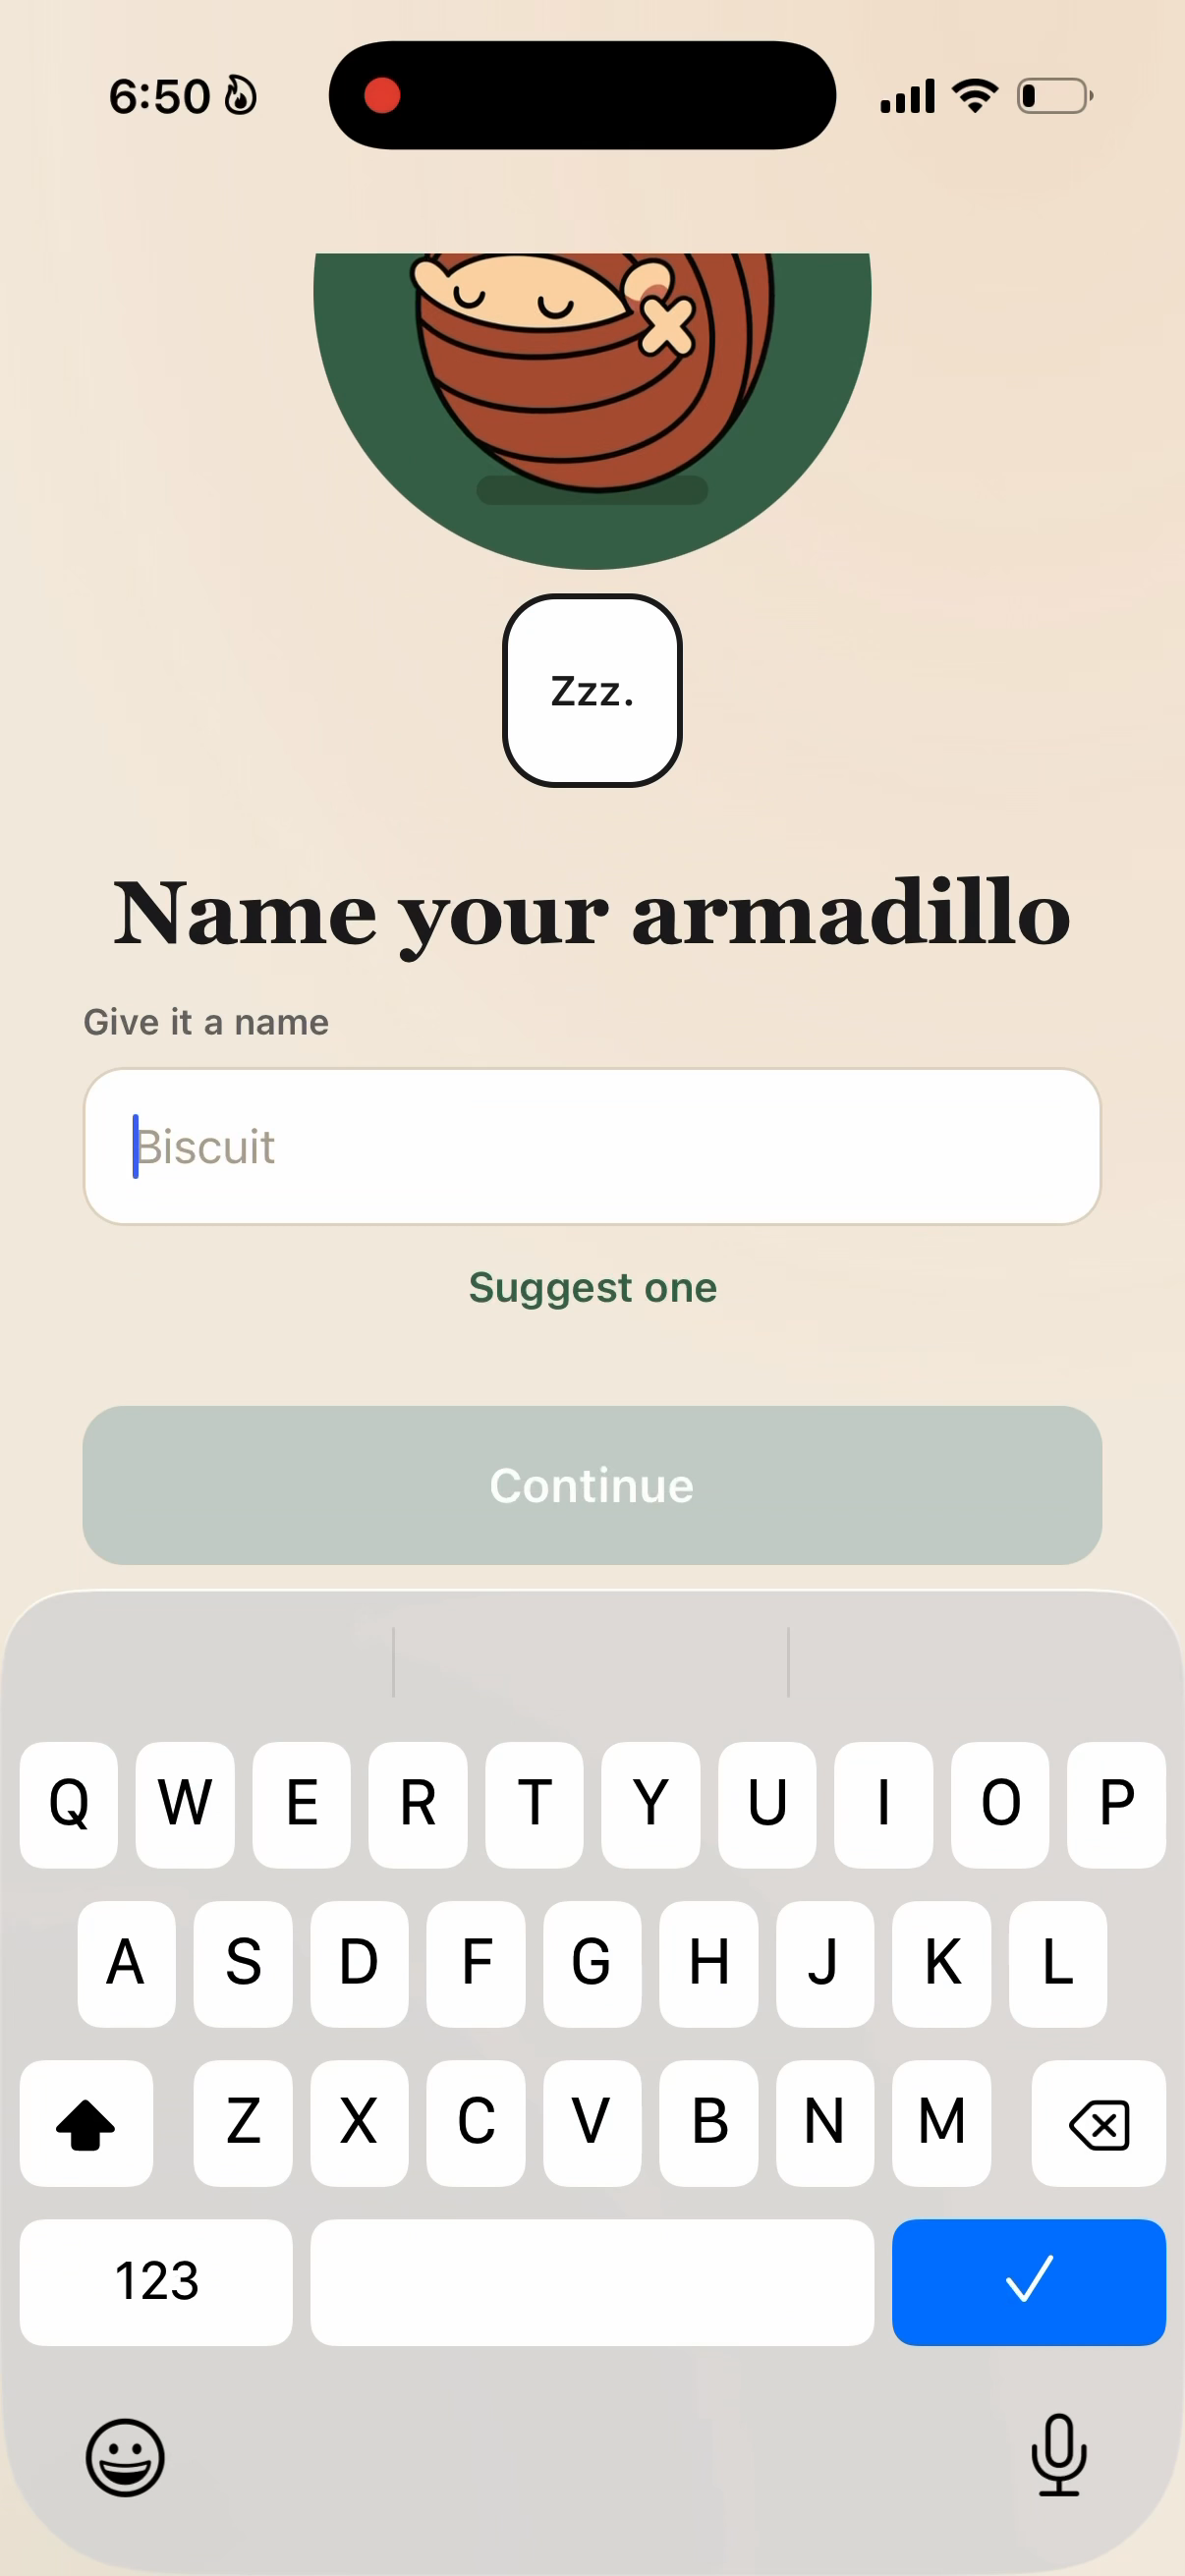 6:50
Zzz.
Name your armadillo
Give it a name
Biscuit
Suggest one
Continue
Q W E R T Y U I O P
A S D F G H J K L
Z X C V B N M
123